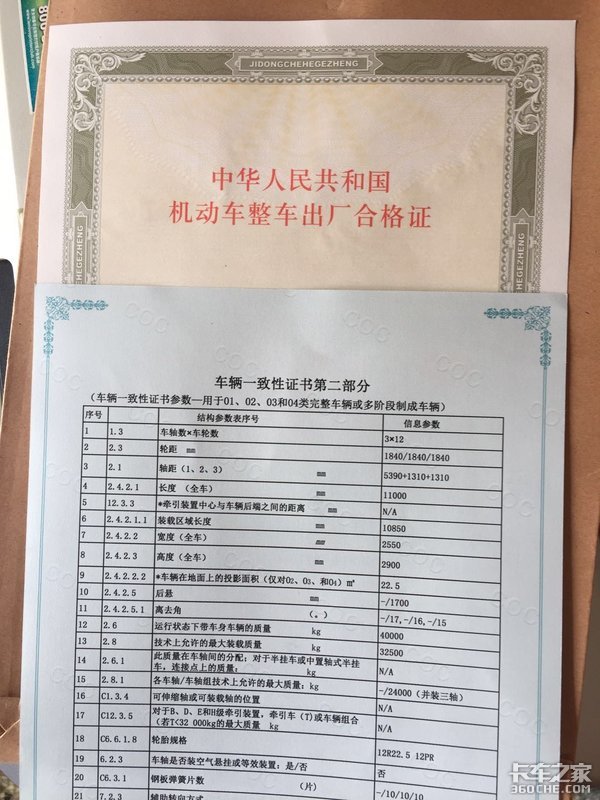 JIDONGCHEHEGEZHENG
中华人民共和国
机动车整车出厂合格证
车辆一致性证书第二部分
(车辆一致性证书参数—用于01、02、03和04类完整车辆或多阶段制成车辆)
序号 结构参数表序号 信息参数
1 1.3 车轴数×车轮数 3×12
2 2.3 轮距 mm 1840/1840/1840
3 2.1 轴距(1、2、3) mm 5390+1310+1310
4 2.4.2.1 长度(全车) mm 11000
5 12.3.3 *牵引装置中心与车辆后端之间的距离 mm N/A
6 2.4.2.1.1 装载区域长度 mm 10850
7 2.4.2.2 宽度(全车) mm 2550
8 2.4.2.3 高度(全车) mm 2900
9 2.4.2.2.2 *车辆在地面上的投影面积(仅对O2、O3、和O4)㎡ 22.5
10 2.4.2.5 后悬 mm -/1700
11 2.4.2.5.1 离去角 (。) -/17,-/16,-/15
12 2.6 运行状态下带车身车辆的质量 kg 40000
13 2.8 技术上允许的最大装载质量 kg 32500
14 2.6.1 此质量在车轴间的分配:对于半挂车或中置轴式半挂车,连接点上的质量: kg N/A
15 2.8.1 各车轴/车轴组技术上允许的最大质量:kg -/24000(并装三轴)
16 C1.3.4 可伸缩轴或可装载轴的位置 N/A
17 C12.3.5 对于B、D、E和H级牵引装置,牵引车(T)或车辆组合(若T<32 000kg的最大质量 kg N/A
18 C6.6.1.8 轮胎规格 12R22.5 12PR
19 6.2.3 车轴是否装空气悬挂或等效装置:是/否 否
20 C6.3.1 钢板弹簧片数 (片) -/10/10/10
21 7.2.3 辅助转向方式
卡车之家
360CHE.COM